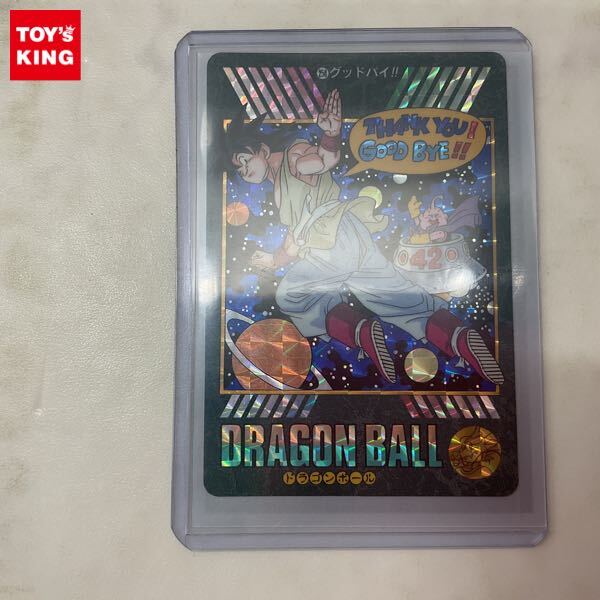 TOY's
KING
グッドバイ!!
THANK YOU!
GOOD BYE!!
42
DRAGON BALL
ドラゴンボール